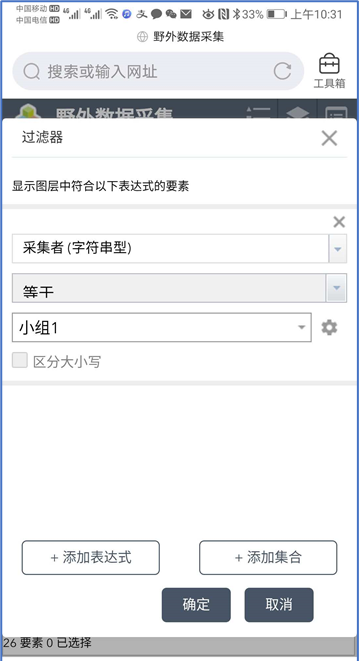 中国移动 HD 4G 4G 33% 上午10:31
中国电信 HD
野外数据采集
搜索或输入网址
工具箱
野外数据采集
过滤器
显示图层中符合以下表达式的要素
采集者 (字符串型)
等于
小组1
区分大小写
+ 添加表达式 + 添加集合
确定 取消
26 要素 0 已选择